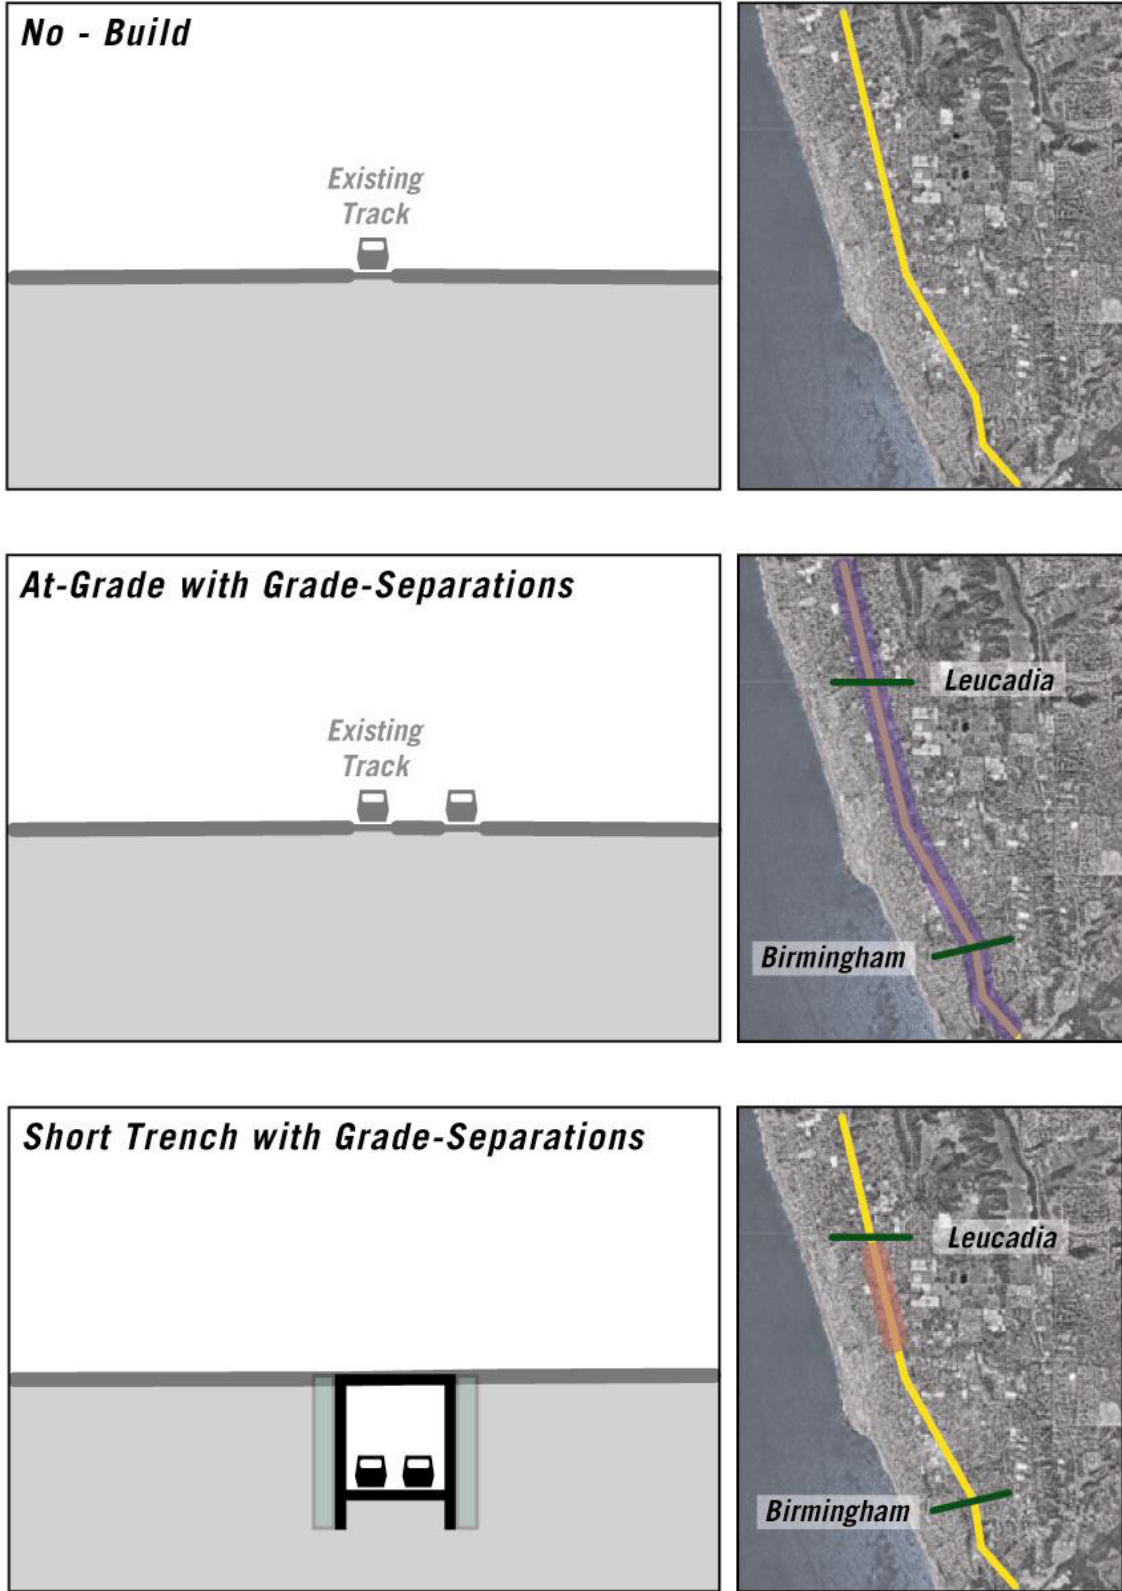 No - Build
Existing
Track
At-Grade with Grade-Separations
Existing
Track
Leucadia
Birmingham
Short Trench with Grade-Separations
Leucadia
Birmingham